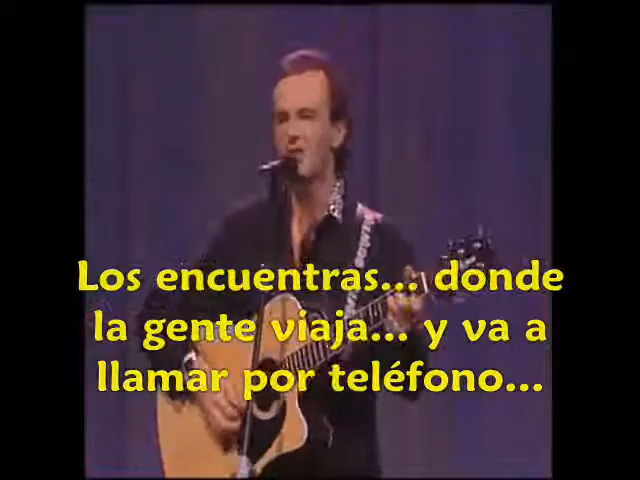 Los encuentras... donde
la gente viaja... y va a
llamar por teléfono...